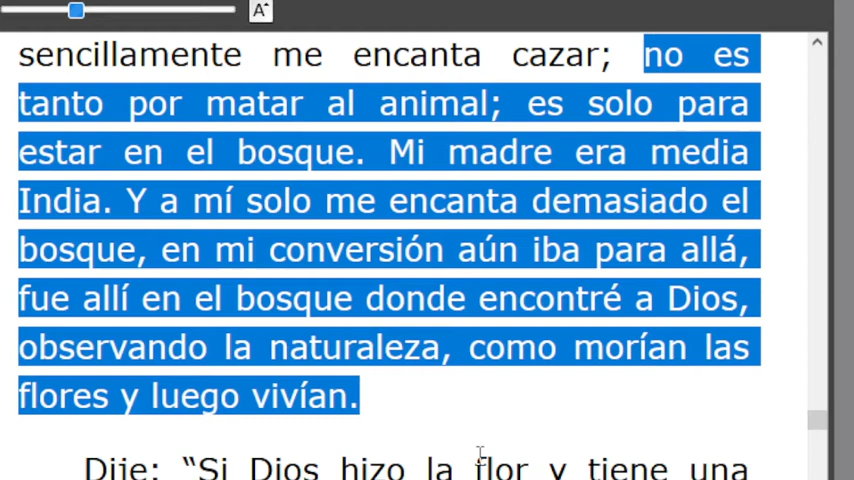 A
sencillamente me encanta cazar; no es
tanto por matar al animal; es solo para
estar en el bosque. Mi madre era media
India. Y a mí solo me encanta demasiado el
bosque, en mi conversión aún iba para allá,
fue allí en el bosque donde encontré a Dios,
observando la naturaleza, como morían las
flores y luego vivían.
Dije: “Si Dios hizo la flor y tiene una